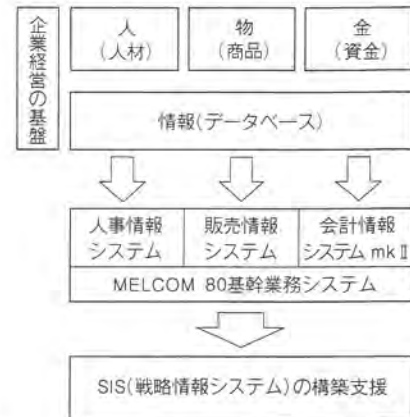 企業経営の基盤
人
(人材)
物
(商品)
金
(資金)
情報(データベース)
人事情報
システム
販売情報
システム
会計情報
システム mkⅡ
MELCOM 80基幹業務システム
SIS(戦略情報システム)の構築支援